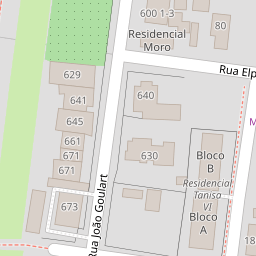 600 1-3
80
Residencial
Moro
Rua Elp
629
641
640
645
661
671
671
630
Bloco
B
Residencial
Tanisa
VI
Bloco
A
673
Rua João Goulart
M
18